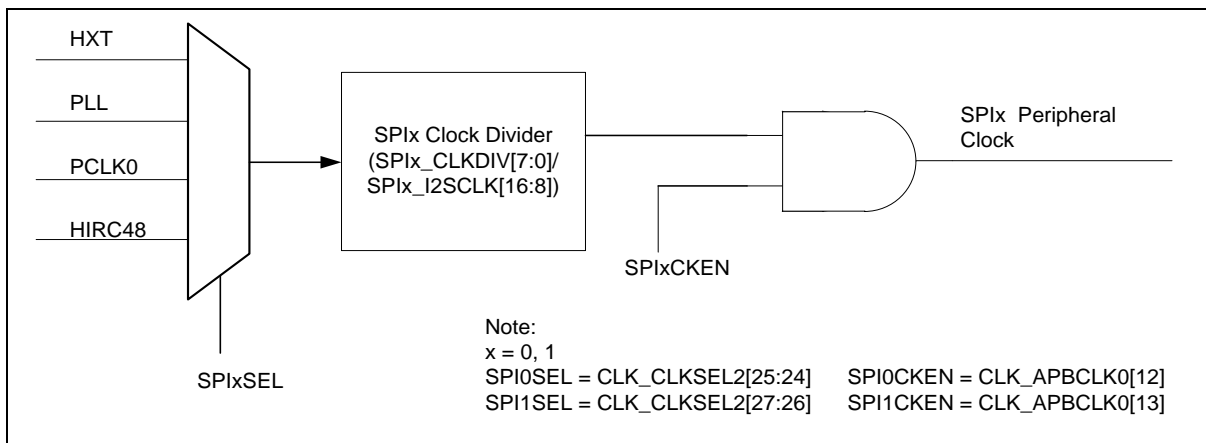 HXT
PLL
PCLK0
HIRC48
SPIxSEL
SPIx Clock Divider
(SPIx_CLKDIV[7:0]/
SPIx_I2SCLK[16:8])
SPIxCKEN
SPIx Peripheral
Clock
Note:
x = 0, 1
SPI0SEL = CLK_CLKSEL2[25:24] SPI0CKEN = CLK_APBCLK0[12]
SPI1SEL = CLK_CLKSEL2[27:26] SPI1CKEN = CLK_APBCLK0[13]